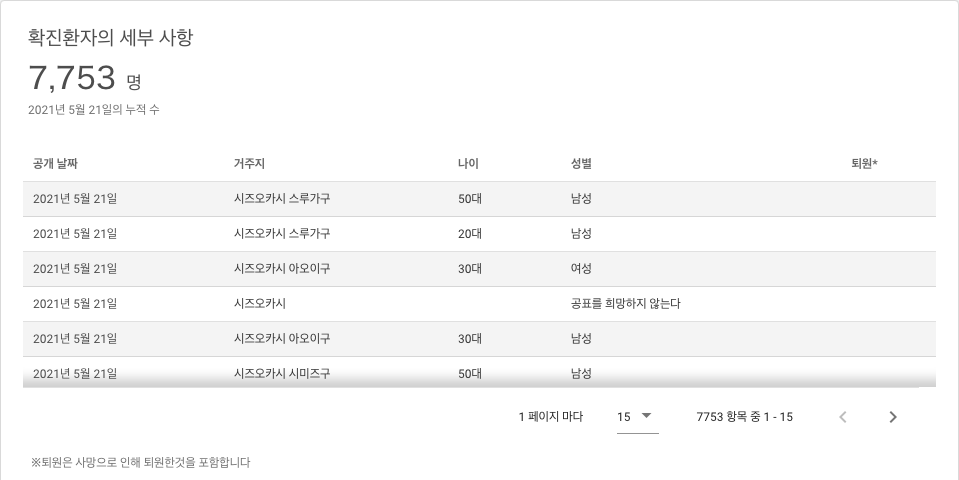 확진환자의 세부 사항
7,753 명
2021년 5월 21일의 누적 수
공개 날짜 거주지 나이 성별 퇴원*
2021년 5월 21일 시즈오카시 스루가구 50대 남성
2021년 5월 21일 시즈오카시 스루가구 20대 남성
2021년 5월 21일 시즈오카시 아오이구 30대 여성
2021년 5월 21일 시즈오카시 공표를 희망하지 않는다
2021년 5월 21일 시즈오카시 아오이구 30대 남성
2021년 5월 21일 시즈오카시 시미즈구 50대 남성
1 페이지 마다 15 7753 항목 중 1 - 15
※퇴원은 사망으로 인해 퇴원한것을 포함합니다